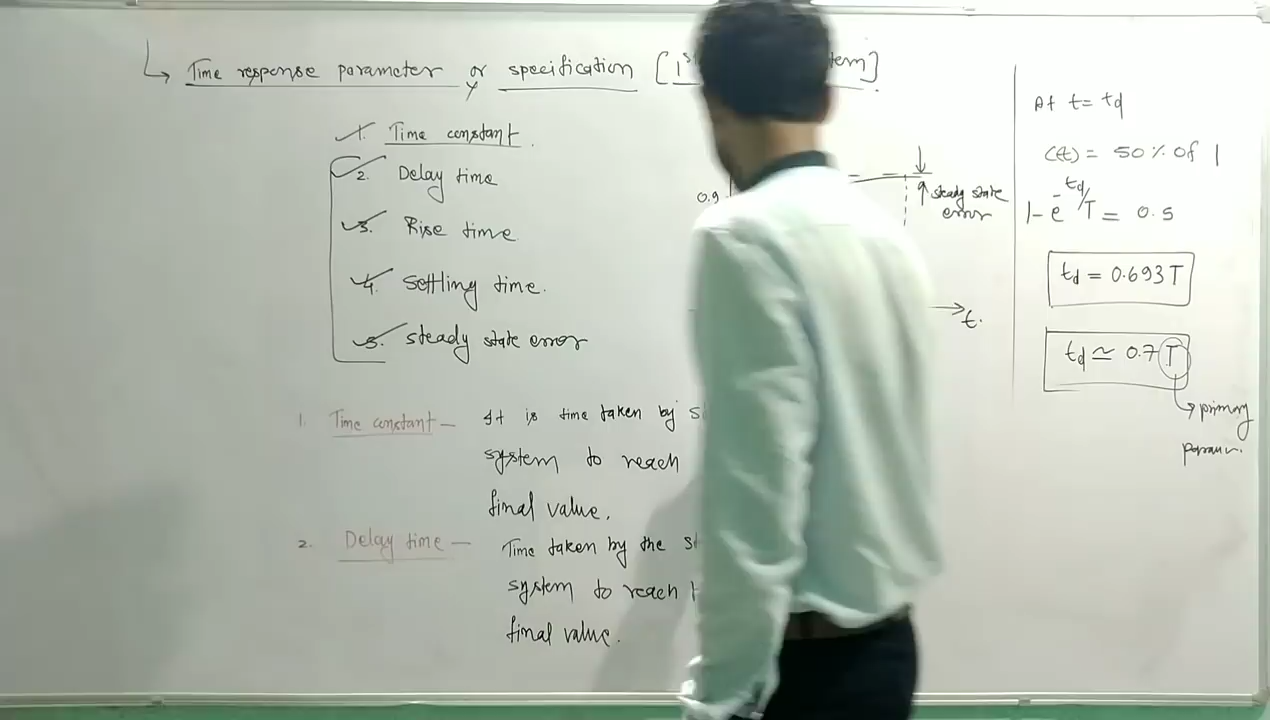 Time response parameter or specification [1st tem]
1. Time constant.
2. Delay time
3. Rise time
4. Settling time.
5. steady state error
0.9
steady state
error
t.
1. Time constant - It is time taken by
system to reach
final value.
2. Delay time - Time taken by the
system to reach
final value.
At t = td
C(t) = 50% of 1
1 - e^-td/T = 0.5
td = 0.693T
td ≃ 0.7T
primary